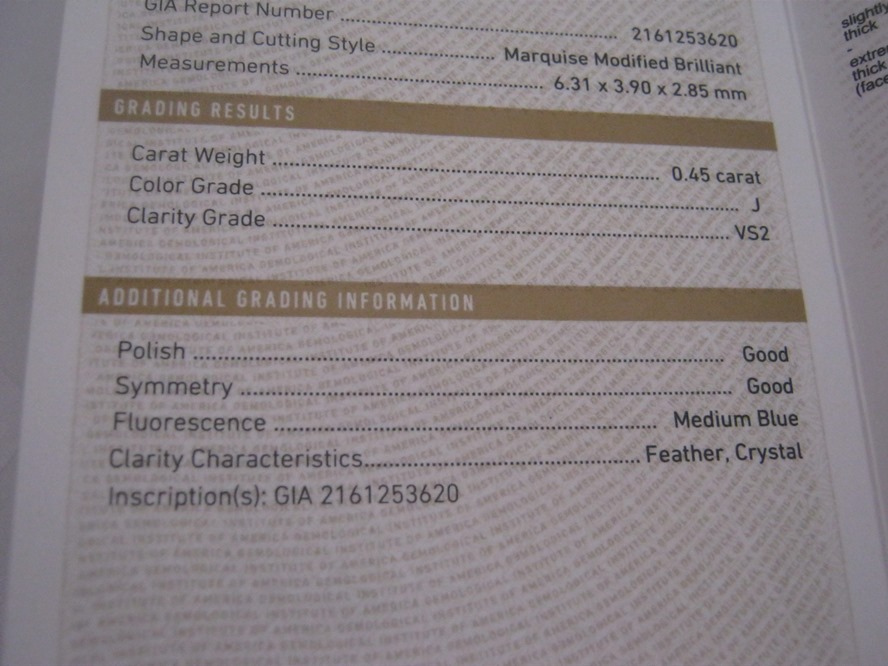 GIA Report Number ........ 2161253620
Shape and Cutting Style ........ Marquise Modified Brilliant
Measurements ........ 6.31 x 3.90 x 2.85 mm
GRADING RESULTS
Carat Weight ........ 0.45 carat
Color Grade ........ J
Clarity Grade ........ VS2
ADDITIONAL GRADING INFORMATION
Polish ........ Good
Symmetry ........ Good
Fluorescence ........ Medium Blue
Clarity Characteristics ........ Feather, Crystal
Inscription(s): GIA 2161253620
slightly
thick
-
thick